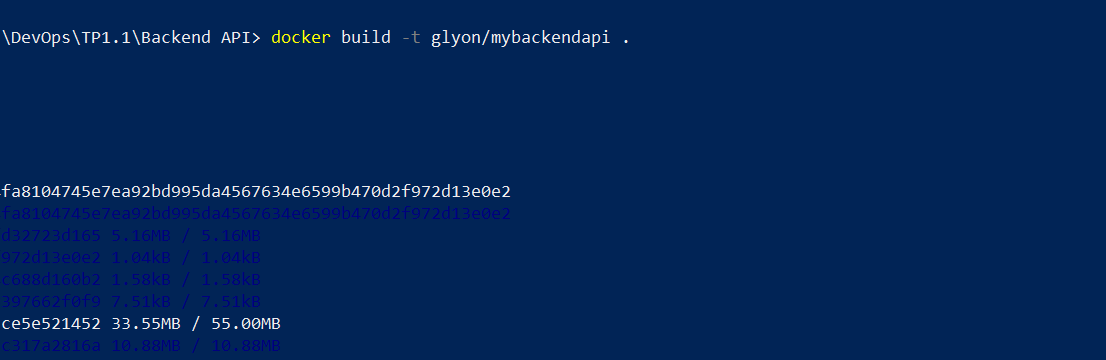 \DevOps\TP1.1\Backend API> docker build -t glyon/mybackendapi .
fa8104745e7ea92bd995da4567634e6599b470d2f972d13e0e2
fa8104745e7ea92bd995da4567634e6599b470d2f972d13e0e2
d32723d165 5.16MB / 5.16MB
972d13e0e2 1.04kB / 1.04kB
c688d160b2 1.58kB / 1.58kB
397662f0f9 7.51kB / 7.51kB
ce5e521452 33.55MB / 55.00MB
c317a2816a 10.88MB / 10.88MB